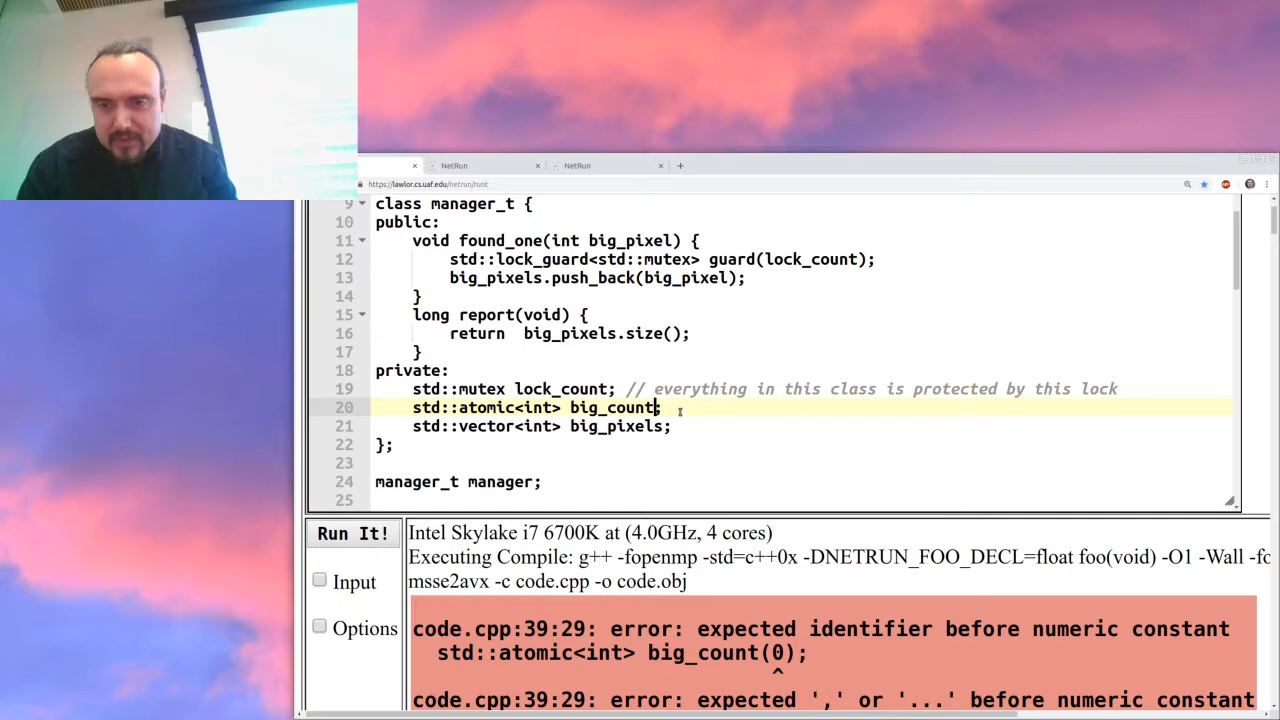 NetRun
NetRun
https://lawlor.cs.uaf.edu/netrun/runt
9 class manager_t {
10 public:
11 void found_one(int big_pixel) {
12 std::lock_guard<std::mutex> guard(lock_count);
13 big_pixels.push_back(big_pixel);
14 }
15 long report(void) {
16 return big_pixels.size();
17 }
18 private:
19 std::mutex lock_count; // everything in this class is protected by this lock
20 std::atomic<int> big_count;
21 std::vector<int> big_pixels;
22 };
23
24 manager_t manager;
25
Run It!
Input
Options
Intel Skylake i7 6700K at (4.0GHz, 4 cores)
Executing Compile: g++ -fopenmp -std=c++0x -DNETRUN_FOO_DECL=float foo(void) -O1 -Wall -fo
msse2avx -c code.cpp -o code.obj
code.cpp:39:29: error: expected identifier before numeric constant
std::atomic<int> big_count(0);
^
code.cpp:39:29: error: expected ',' or '...' before numeric constant